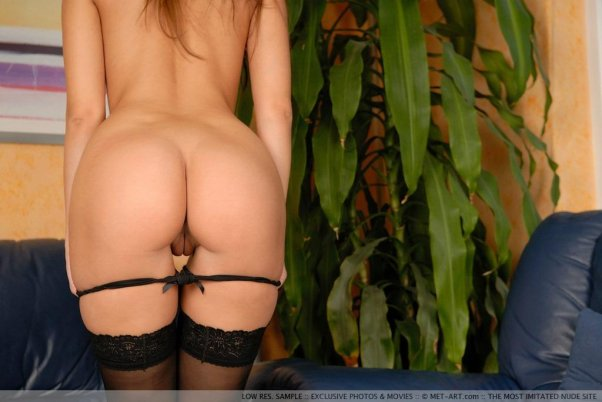 LOW RES. SAMPLE :: EXCLUSIVE PHOTOS & MOVIES :: © MET-ART.com :: THE MOST IMITATED NUDE SITE